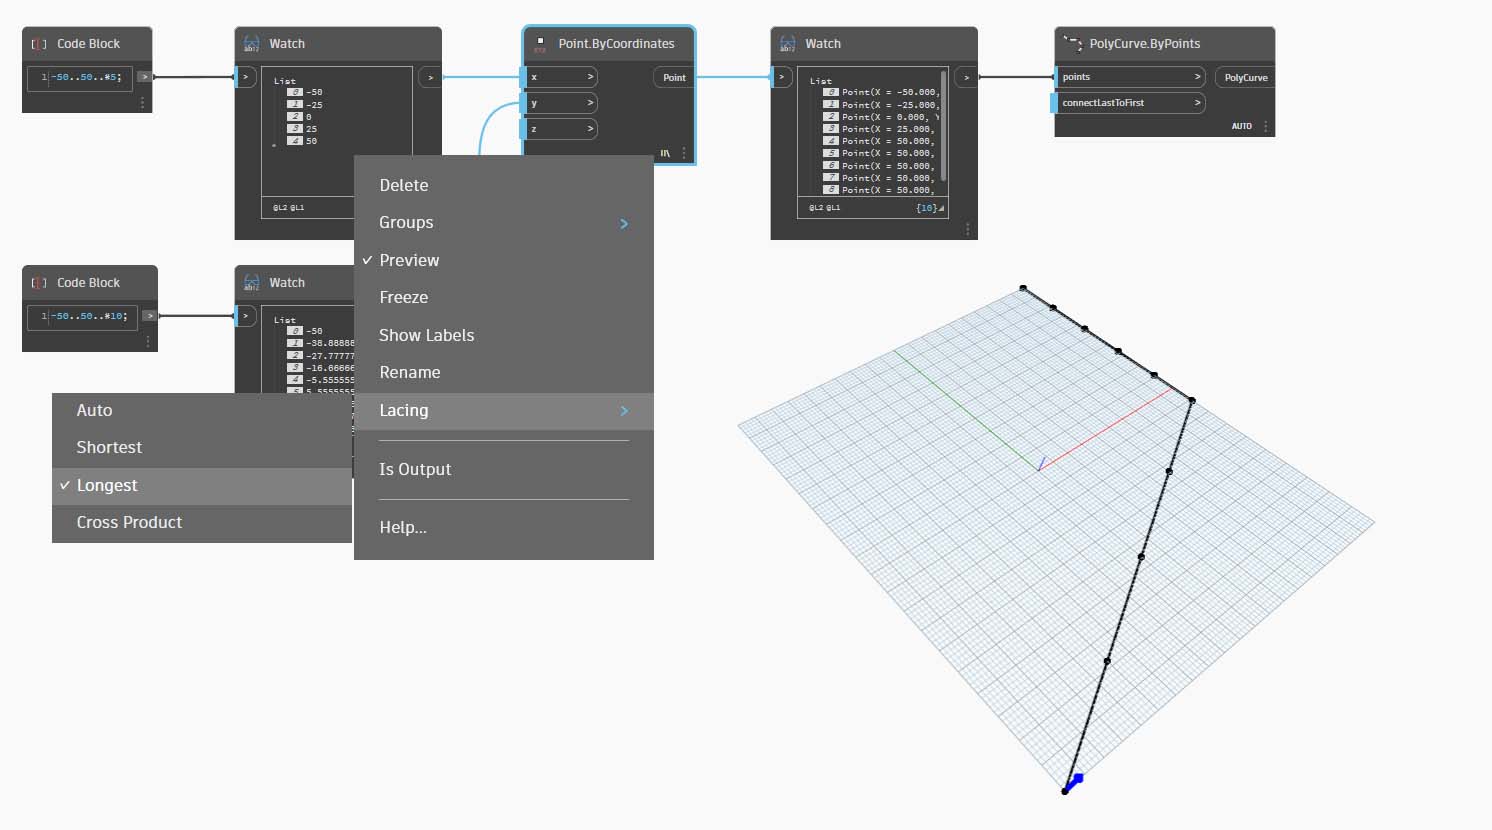 Code Block
1 -50..50..#5;
>
Watch
>
>
List
0 -50
1 -25
2 0
3 25
4 50
@L2 @L1
Point.ByCoordinates
x >
y >
z >
Point
Watch
>
>
List
0 Point(X = -50.000,
1 Point(X = -25.000,
2 Point(X = 0.000, Y
3 Point(X = 25.000,
4 Point(X = 50.000,
5 Point(X = 50.000,
6 Point(X = 50.000,
7 Point(X = 50.000,
8 Point(X = 50.000,
@L2 @L1
{10}
PolyCurve.ByPoints
points >
connectLastToFirst >
PolyCurve
AUTO
Code Block
1 -50..50..#10;
>
Watch
>
List
0 -50
1 -38.88888
2 -27.77777
3 -16.66666
4 -5.555555
5 5.5555555
Delete
Groups >
✓ Preview
Freeze
Show Labels
Rename
Lacing >
Is Output
Help...
Auto
Shortest
✓ Longest
Cross Product